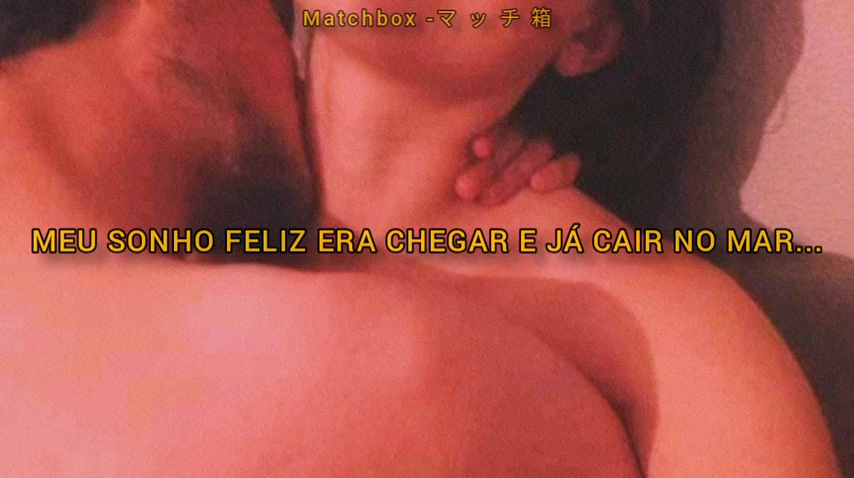 Matchbox -マッチ箱
MEU SONHO FELIZ ERA CHEGAR E JÁ CAIR NO MAR...